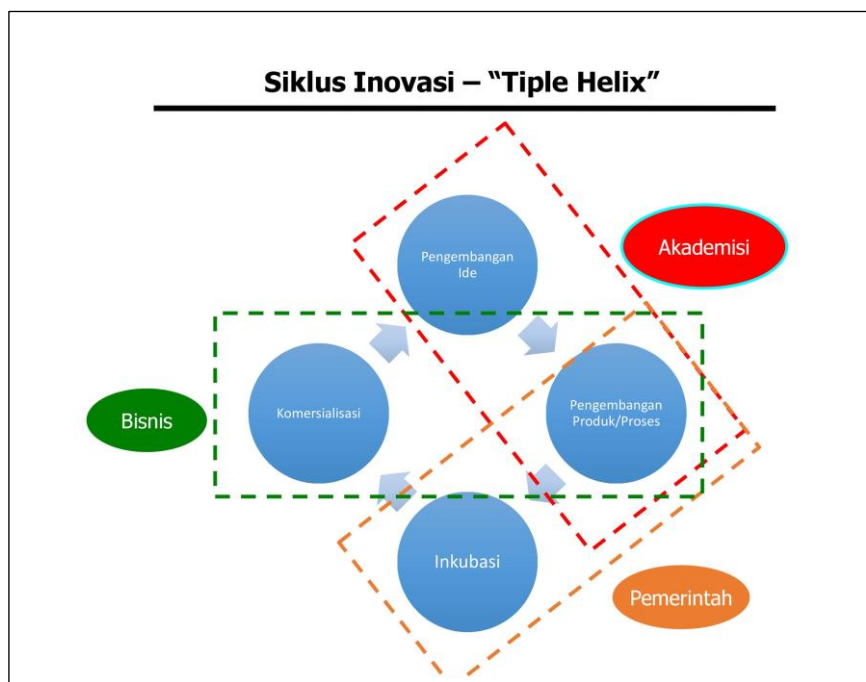 Siklus Inovasi – “Tiple Helix”
Pengembangan
Ide
Akademisi
Komersialisasi
Pengembangan
Produk/Proses
Bisnis
Inkubasi
Pemerintah